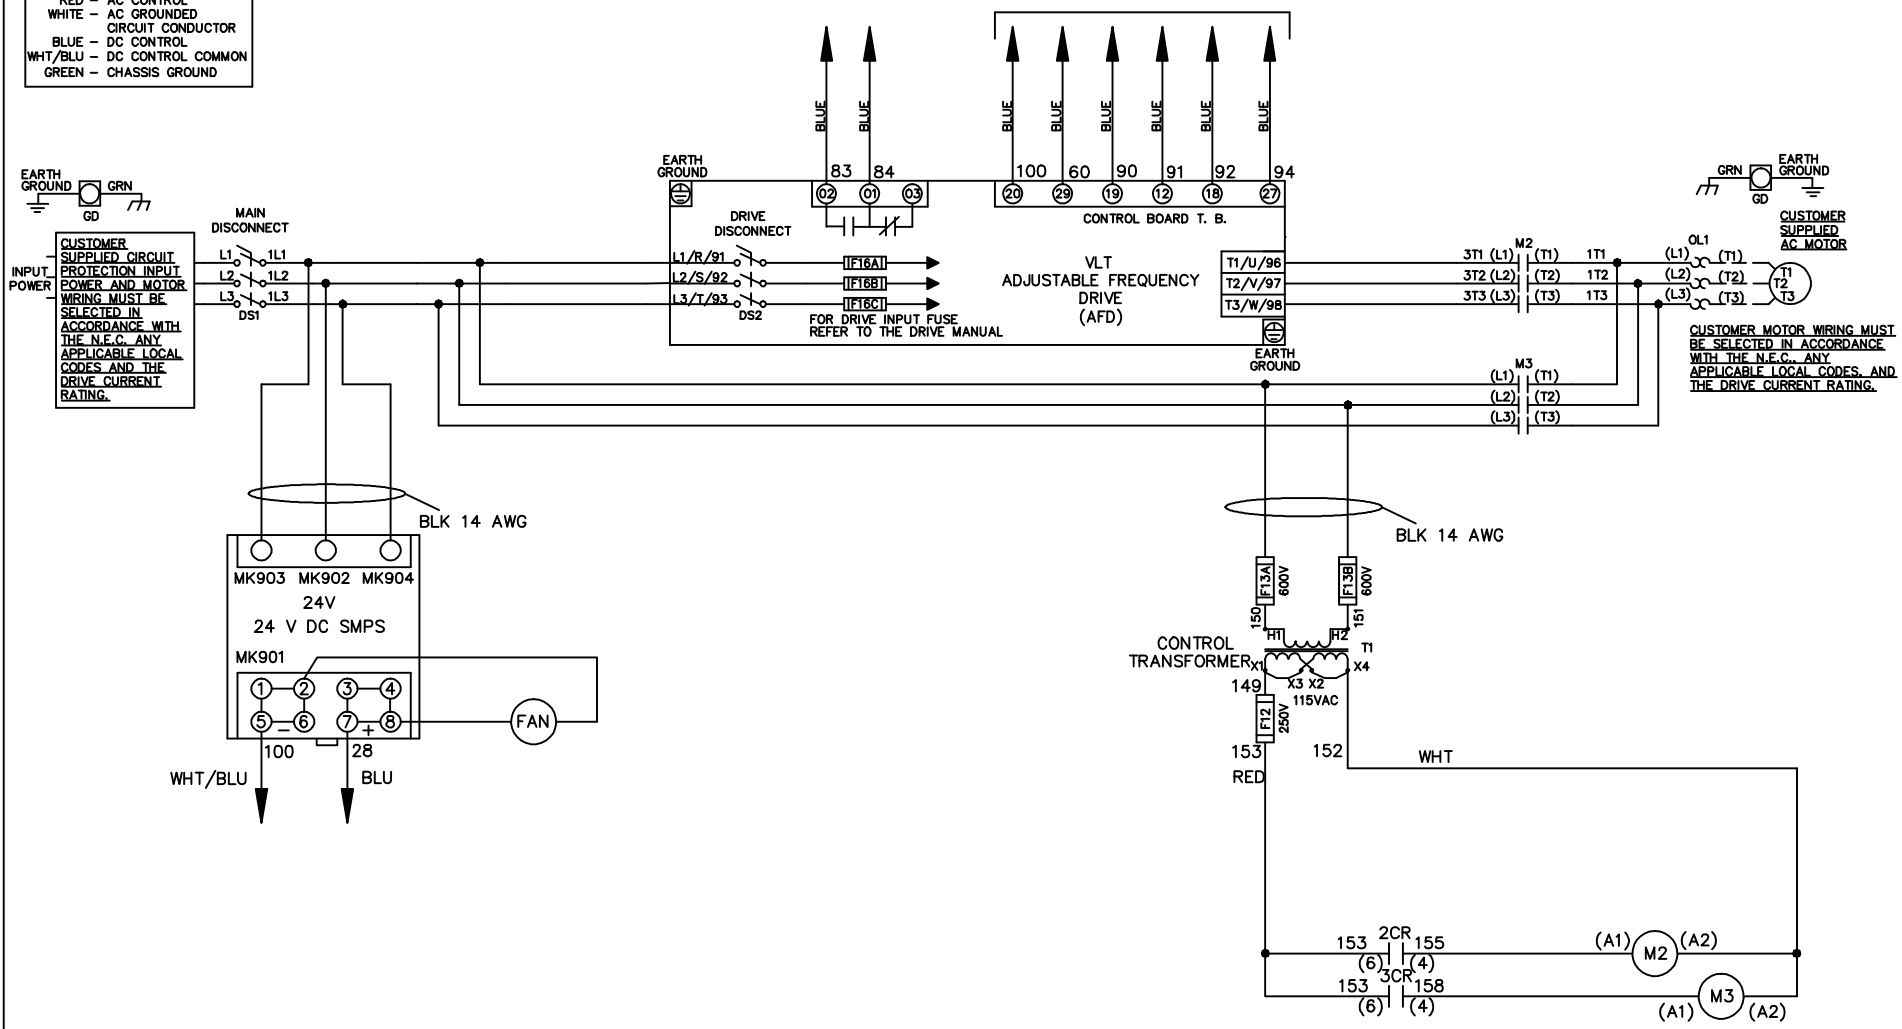 RED – AC CONTROL
WHITE – AC GROUNDED
CIRCUIT CONDUCTOR
BLUE – DC CONTROL
WHT/BLU – DC CONTROL COMMON
GREEN – CHASSIS GROUND
EARTH
GROUND
GRN
GD
INPUT
POWER
CUSTOMER
SUPPLIED CIRCUIT
PROTECTION INPUT
POWER AND MOTOR
WIRING MUST BE
SELECTED IN
ACCORDANCE WITH
THE N.E.C. ANY
APPLICABLE LOCAL
CODES AND THE
DRIVE CURRENT
RATING.
MAIN
DISCONNECT
L1 1L1
L2 1L2
L3 1L3
DS1
EARTH
GROUND
BLUE BLUE BLUE BLUE BLUE BLUE BLUE BLUE
83 84 100 60 90 91 92 94
02 01 03 20 29 19 12 18 27
CONTROL BOARD T. B.
DRIVE
DISCONNECT
L1/R/91
L2/S/92
L3/T/93
DS2
F16A
F16B
F16C
FOR DRIVE INPUT FUSE
REFER TO THE DRIVE MANUAL
VLT
ADJUSTABLE FREQUENCY
DRIVE
(AFD)
T1/U/96
T2/V/97
T3/W/98
EARTH
GROUND
M2
3T1 (L1) (T1) 1T1
3T2 (L2) (T2) 1T2
3T3 (L3) (T3) 1T3
M3
(L1) (T1)
(L2) (T2)
(L3) (T3)
GRN
GD
EARTH
GROUND
CUSTOMER
SUPPLIED
AC MOTOR
OL1
(L1) (T1)
(L2) (T2)
(L3) (T3)
T1
T2
T3
CUSTOMER MOTOR WIRING MUST
BE SELECTED IN ACCORDANCE
WITH THE N.E.C., ANY
APPLICABLE LOCAL CODES, AND
THE DRIVE CURRENT RATING.
BLK 14 AWG
MK903 MK902 MK904
24V
24 V DC SMPS
MK901
1 2 3 4
5 – 6 7 + 8
FAN
100 28
WHT/BLU BLU
BLK 14 AWG
F13A 600V
F13B 600V
150 151
H1 H2
T1
CONTROL
TRANSFORMER
X1 X4
X3 X2
115VAC
149
F12 250V
153 152
RED
WHT
2CR
153 155
(6) (4)
(A1) M2 (A2)
3CR
153 158
(6) (4)
(A1) M3 (A2)